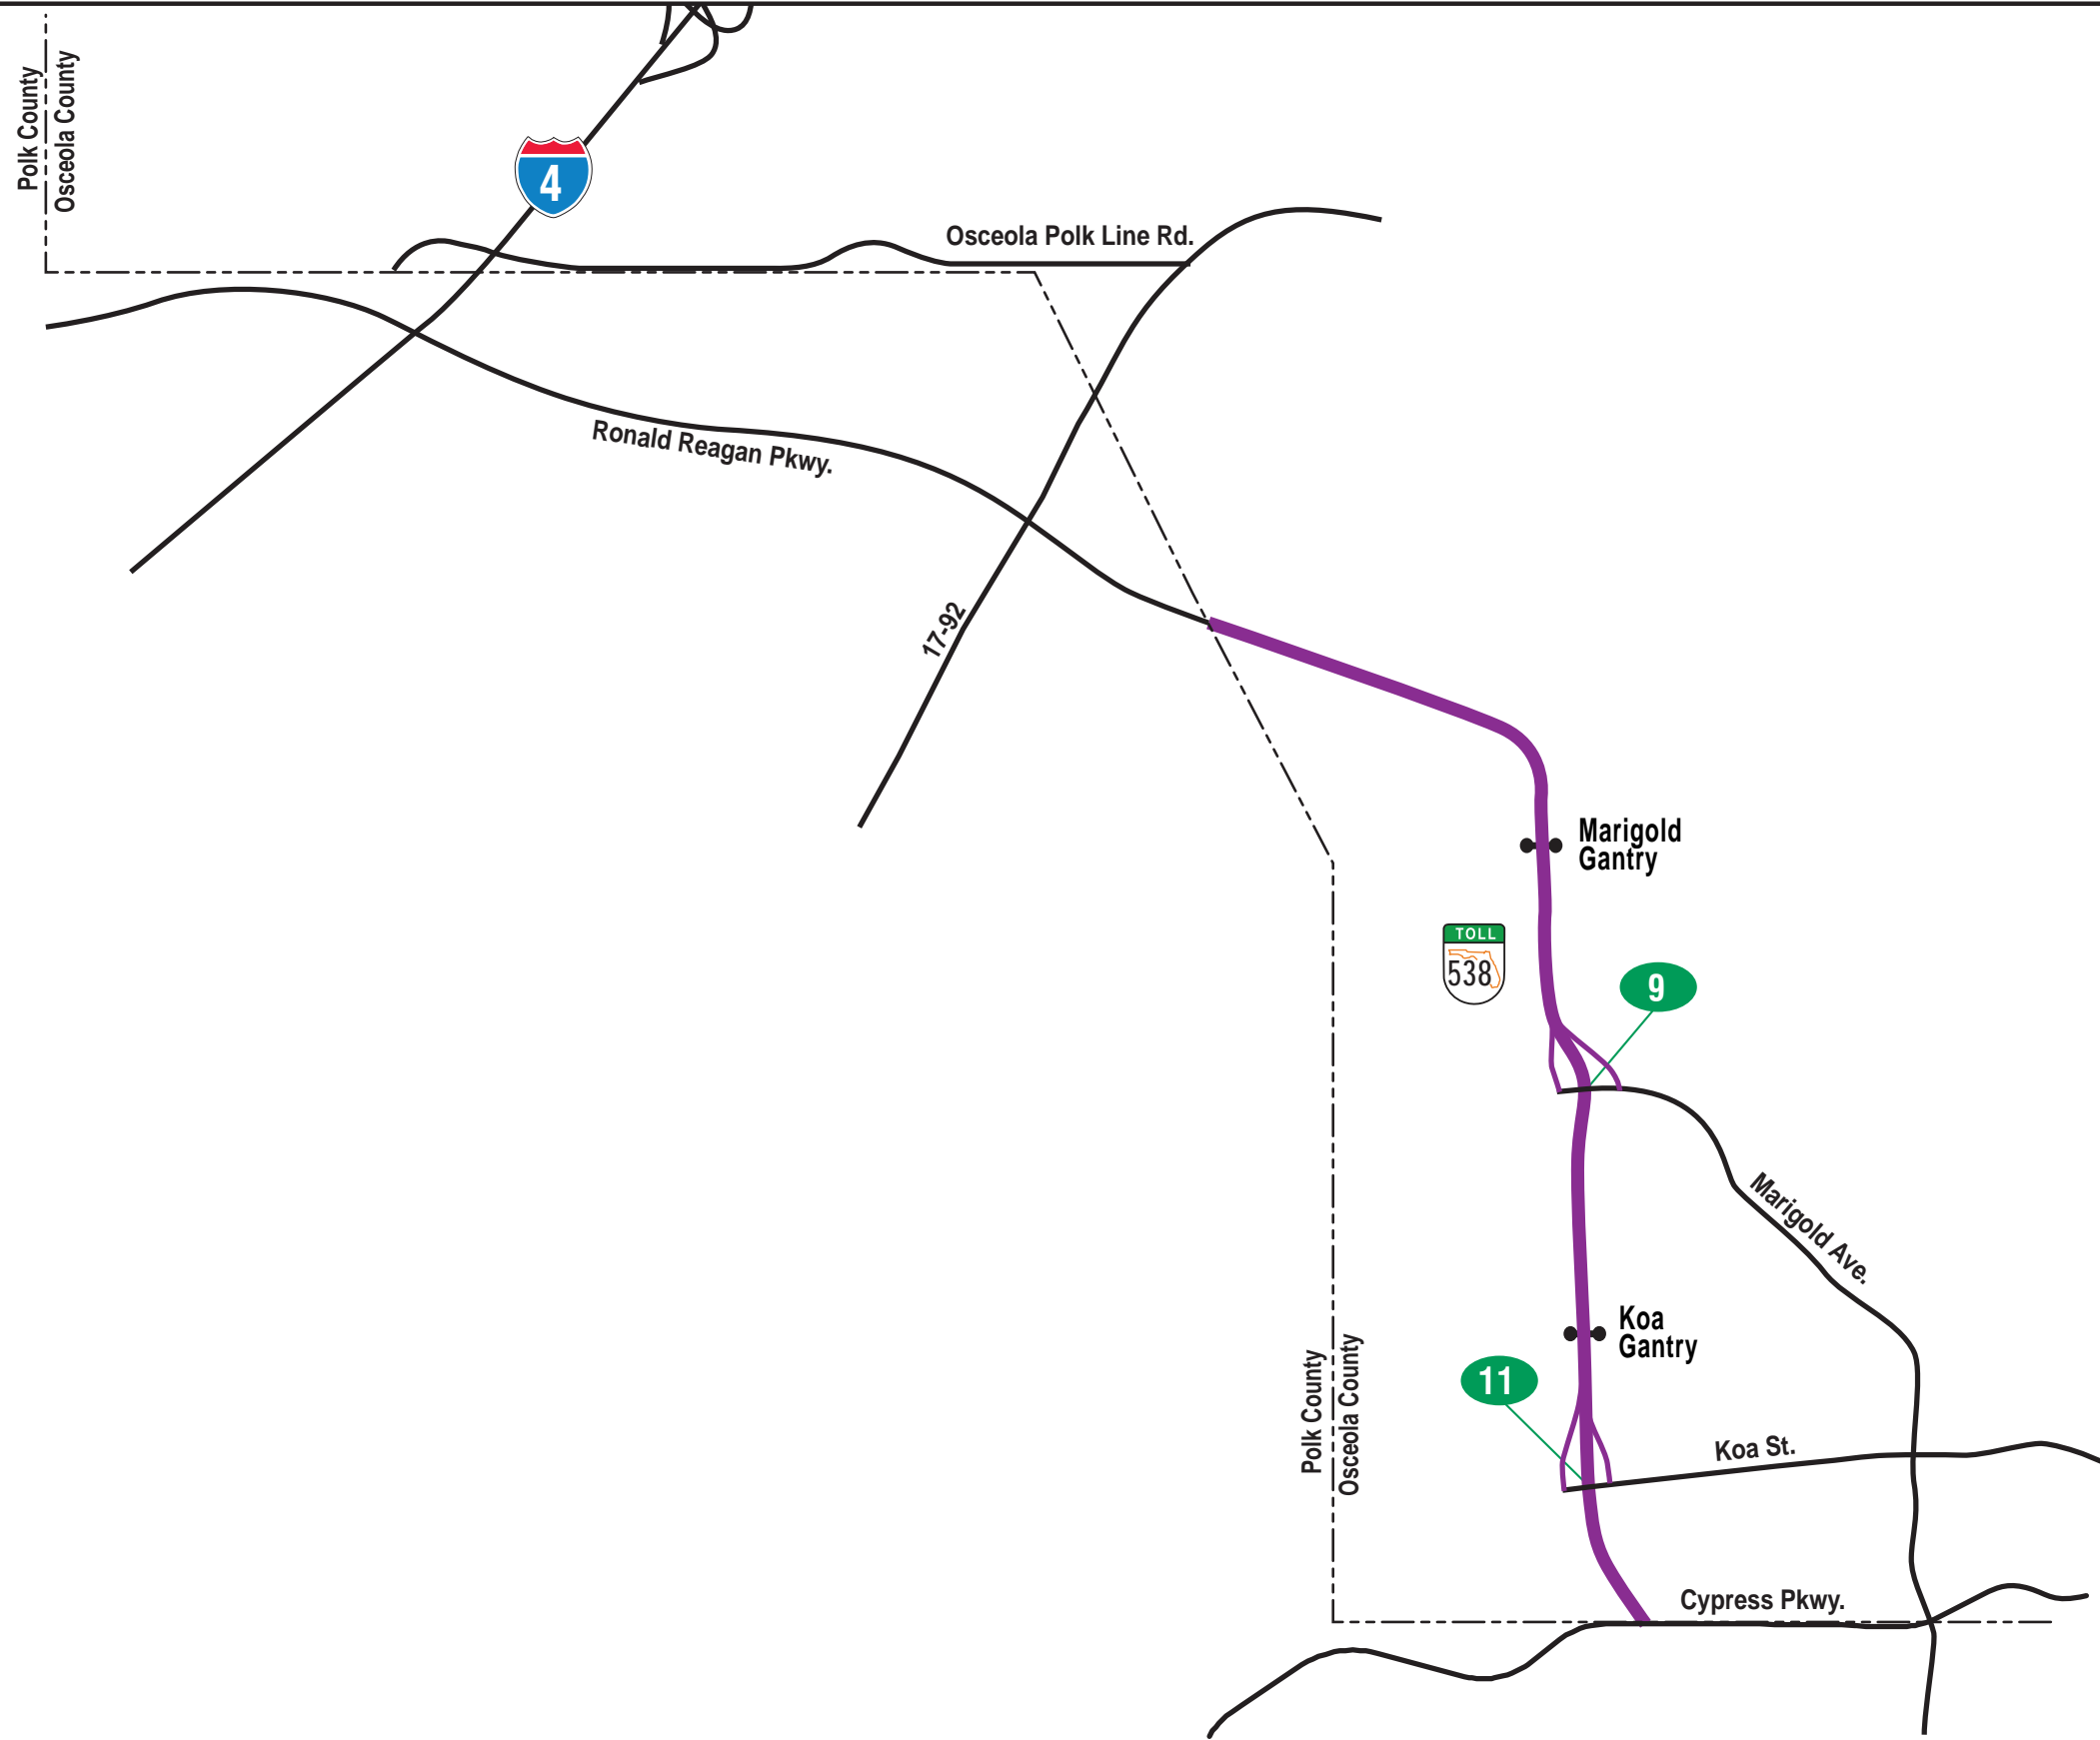 Polk County
Osceola County
4
Osceola Polk Line Rd.
Ronald Reagan Pkwy.
17-92
Marigold
Gantry
TOLL
538
9
Marigold Ave.
Koa
Gantry
11
Polk County
Osceola County
Koa St.
Cypress Pkwy.